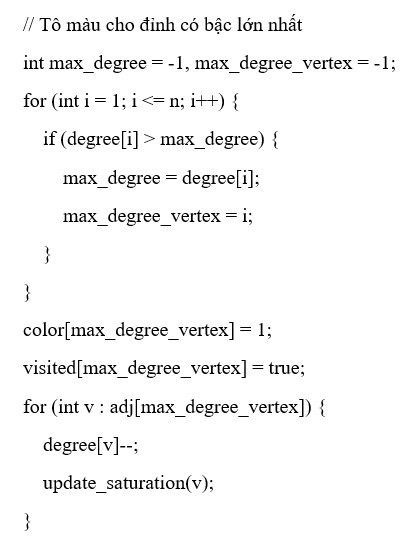 // Tô màu cho đỉnh có bậc lớn nhất
int max_degree = -1, max_degree_vertex = -1;
for (int i = 1; i <= n; i++) {
if (degree[i] > max_degree) {
max_degree = degree[i];
max_degree_vertex = i;
}
}
color[max_degree_vertex] = 1;
visited[max_degree_vertex] = true;
for (int v : adj[max_degree_vertex]) {
degree[v]--;
update_saturation(v);
}